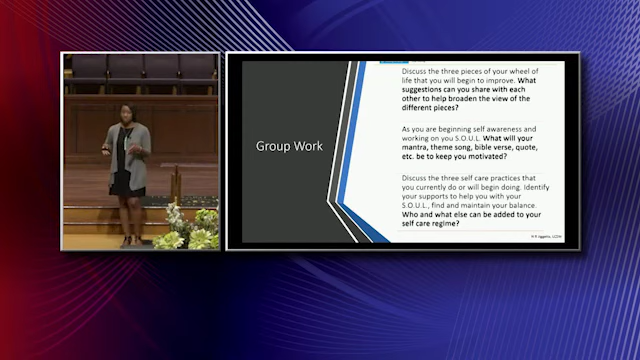 Group Work
Discuss the three pieces of your wheel of
life that you will begin to improve. What
suggestions can you share with each
other to help broaden the view of the
different pieces?
As you are beginning self awareness and
working on you S.O.U.L. What will your
mantra, theme song, bible verse, quote,
etc. be to keep you motivated?
Discuss the three self care practices that
you currently do or will begin doing. Identify
your supports to help you with your
S.O.U.L., find and maintain your balance.
Who and what else can be added to your
self care regime?